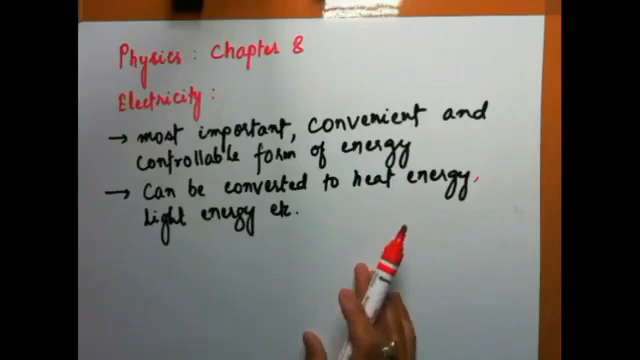 Physics : Chapter 8
Electricity :
→ most important, convenient and
controllable form of energy
→ Can be converted to heat energy,
light energy etc.